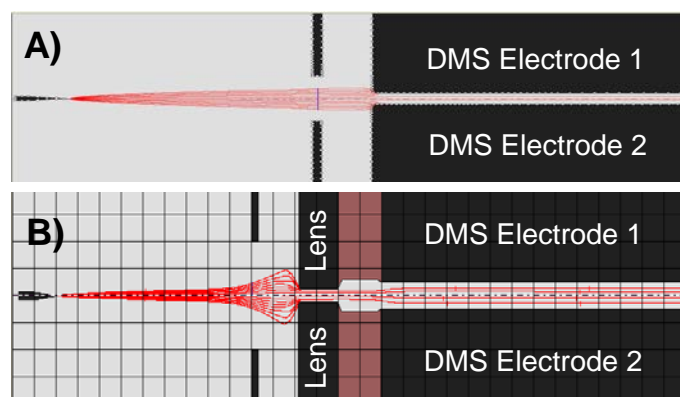 A)
DMS Electrode 1
DMS Electrode 2
B)
Lens
DMS Electrode 1
Lens
DMS Electrode 2